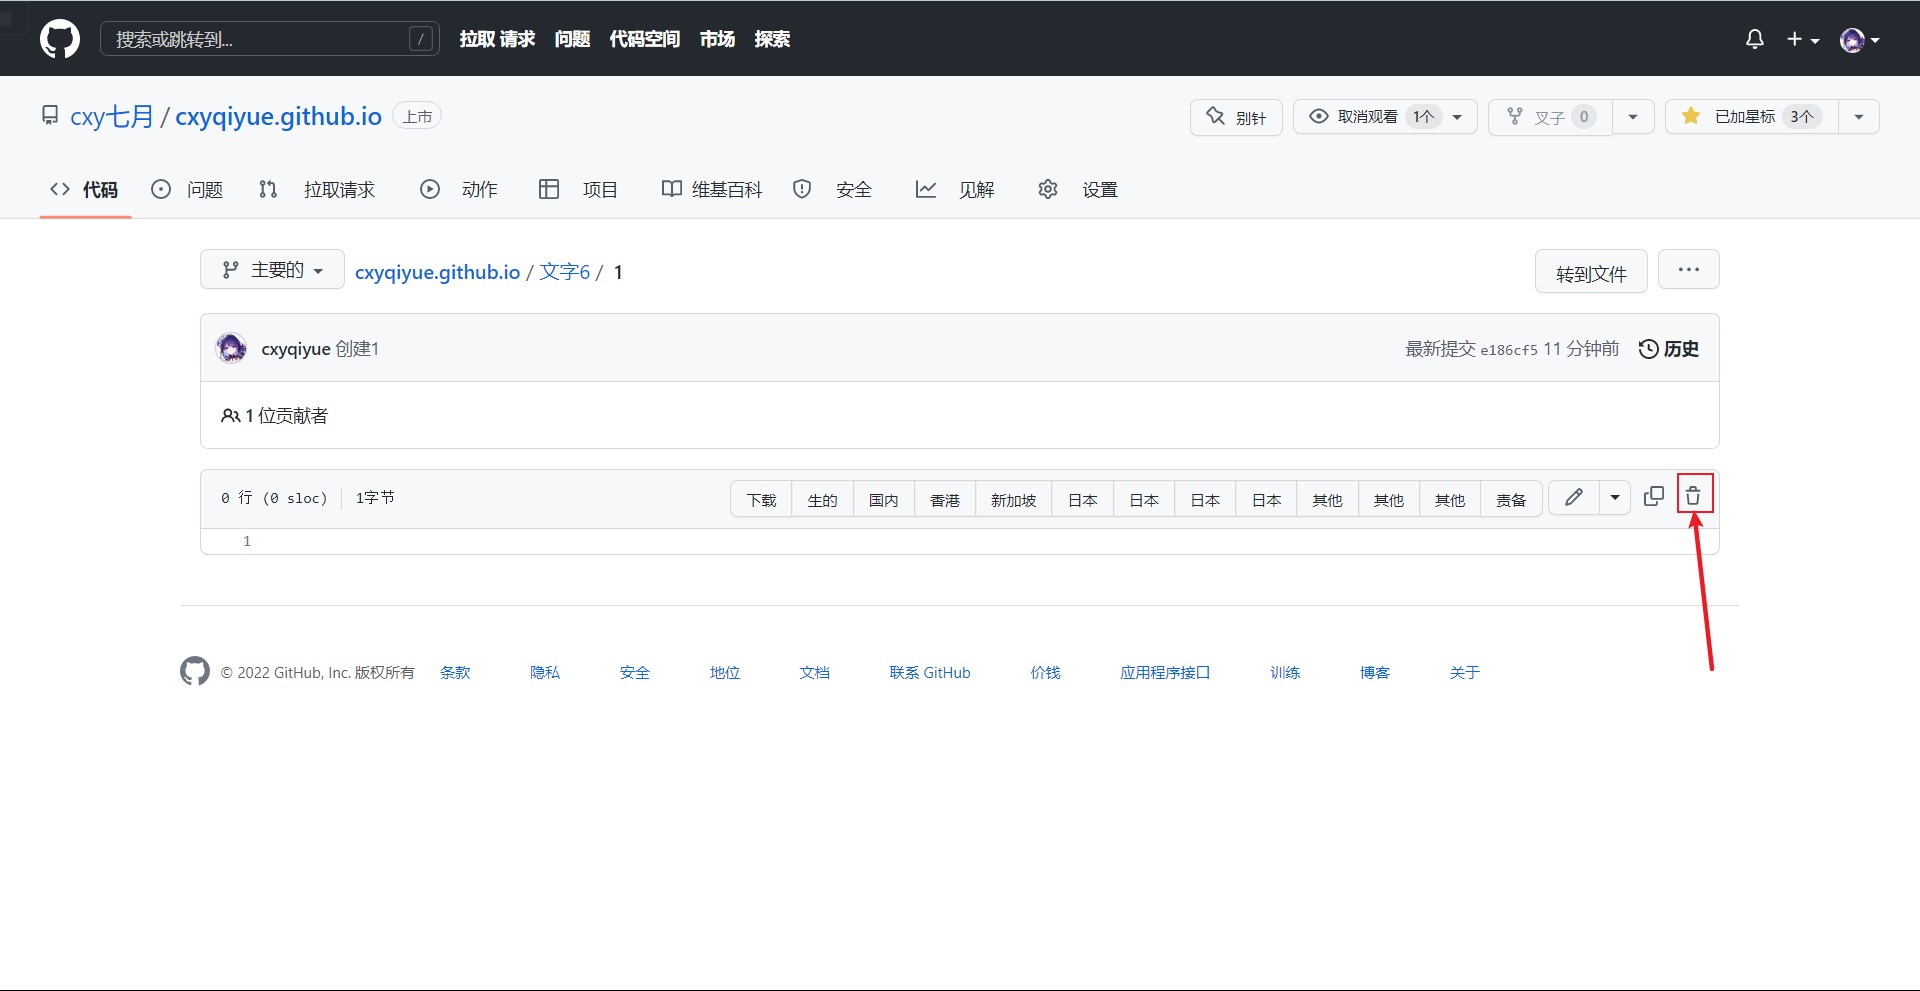 搜索或跳转到... / 拉取 请求 问题 代码空间 市场 探索
cxy七月 / cxyqiyue.github.io 上市 别针 取消观看 1个 叉子 0 已加星标 3个
代码 问题 拉取请求 动作 项目 维基百科 安全 见解 设置
主要的 cxyqiyue.github.io / 文字6 / 1 转到文件 ...
cxyqiyue 创建1 最新提交 e186cf5 11 分钟前 历史
1 位贡献者
0 行 (0 sloc) 1字节 下载 生的 国内 香港 新加坡 日本 日本 日本 日本 其他 其他 其他 责备
1
© 2022 GitHub, Inc. 版权所有 条款 隐私 安全 地位 文档 联系 GitHub 价钱 应用程序接口 训练 博客 关于